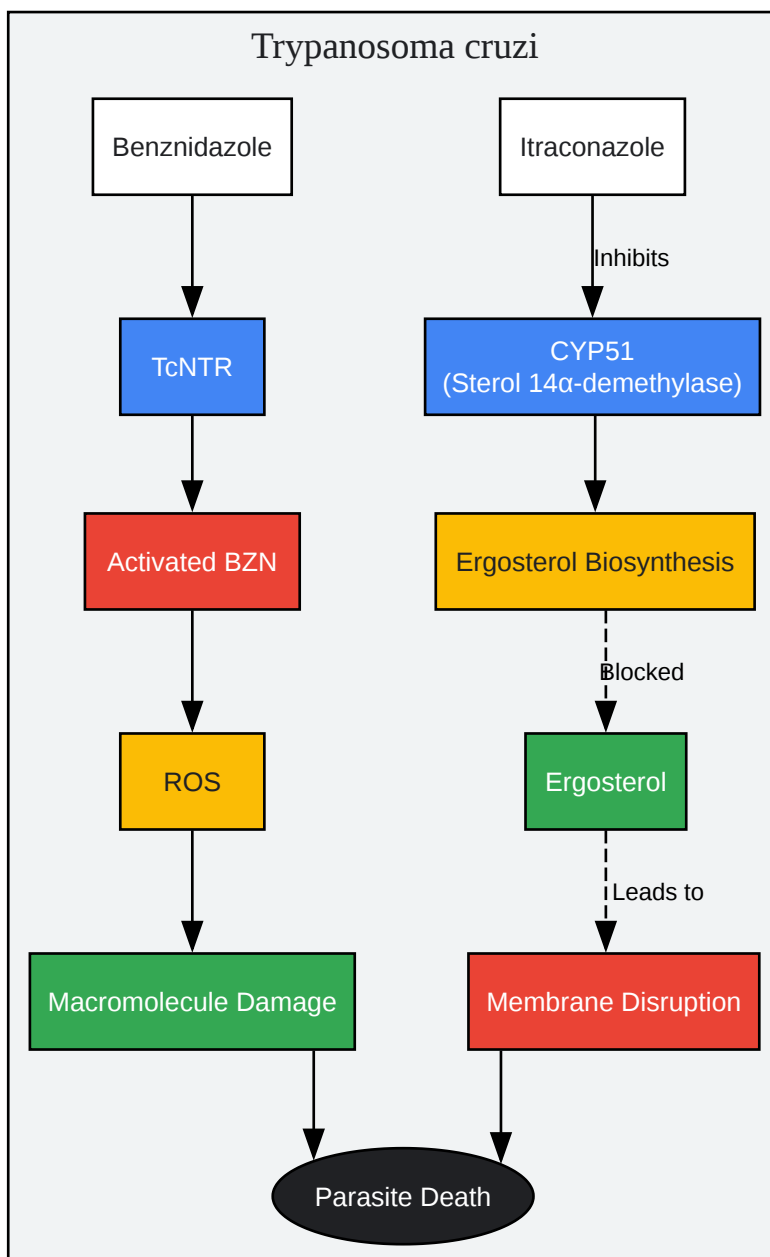 Trypanosoma cruzi
Benznidazole
Itraconazole
Inhibits
TcNTR
CYP51
(Sterol 14α-demethylase)
Activated BZN
Ergosterol Biosynthesis
Blocked
ROS
Ergosterol
Leads to
Macromolecule Damage
Membrane Disruption
Parasite Death